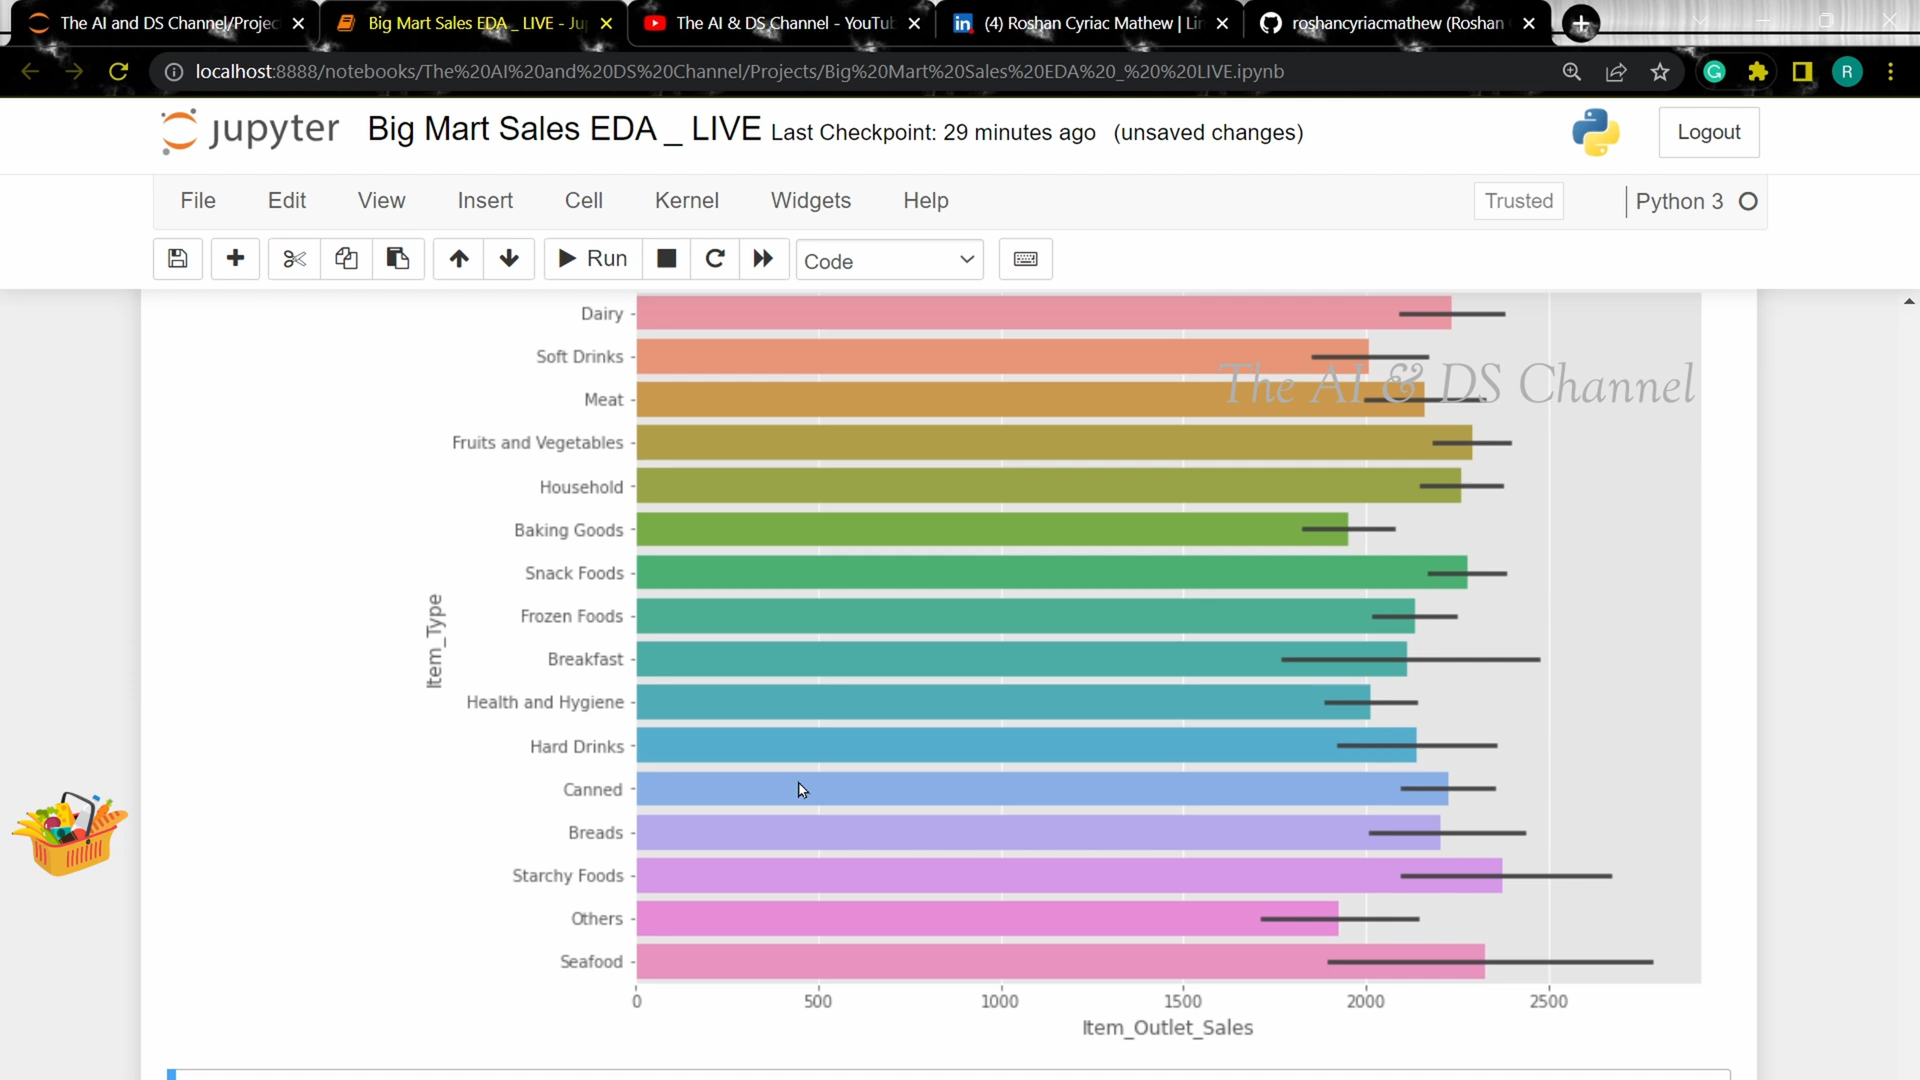 The AI and DS Channel/Projec
Big Mart Sales EDA _ LIVE - Ju
The AI & DS Channel - YouTu
(4) Roshan Cyriac Mathew | Lin
roshancyriacmathew (Roshan
localhost:8888/notebooks/The%20AI%20and%20DS%20Channel/Projects/Big%20Mart%20Sales%20EDA%20_%20%20LIVE.ipynb
R
jupyter Big Mart Sales EDA _ LIVE Last Checkpoint: 29 minutes ago (unsaved changes)
Logout
File Edit View Insert Cell Kernel Widgets Help
Trusted
Python 3
Run
Code
Dairy
Soft Drinks
The AI & DS Channel
Meat
Fruits and Vegetables
Household
Baking Goods
Snack Foods
Frozen Foods
Item_Type
Breakfast
Health and Hygiene
Hard Drinks
Canned
Breads
Starchy Foods
Others
Seafood
0 500 1000 1500 2000 2500
Item_Outlet_Sales